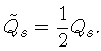 $\tilde{Q}_s = \frac{1}{2} Q_s.$